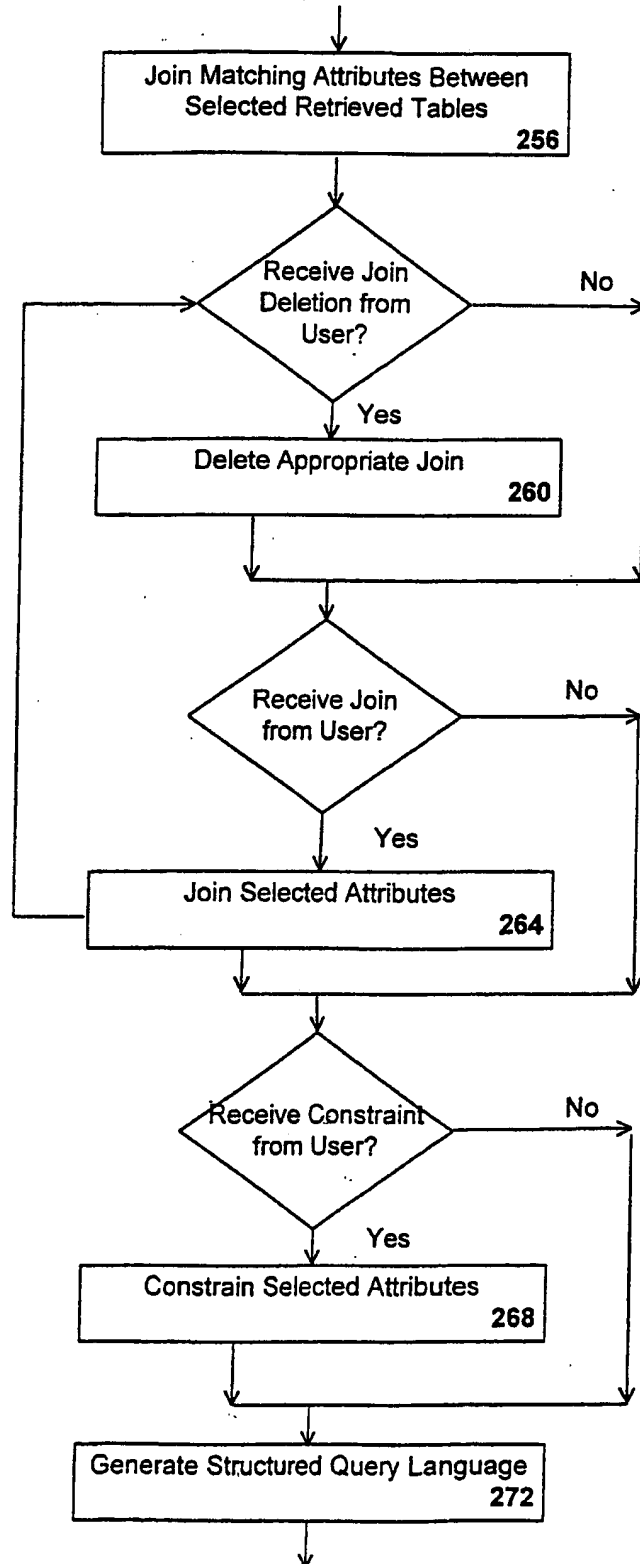 Join Matching Attributes Between
Selected Retrieved Tables
256
Receive Join
Deletion from
User?
No
Yes
Delete Appropriate Join
260
Receive Join
from User?
No
Yes
Join Selected Attributes
264
Receive Constraint
from User?
No
Yes
Constrain Selected Attributes
268
Generate Structured Query Language
272